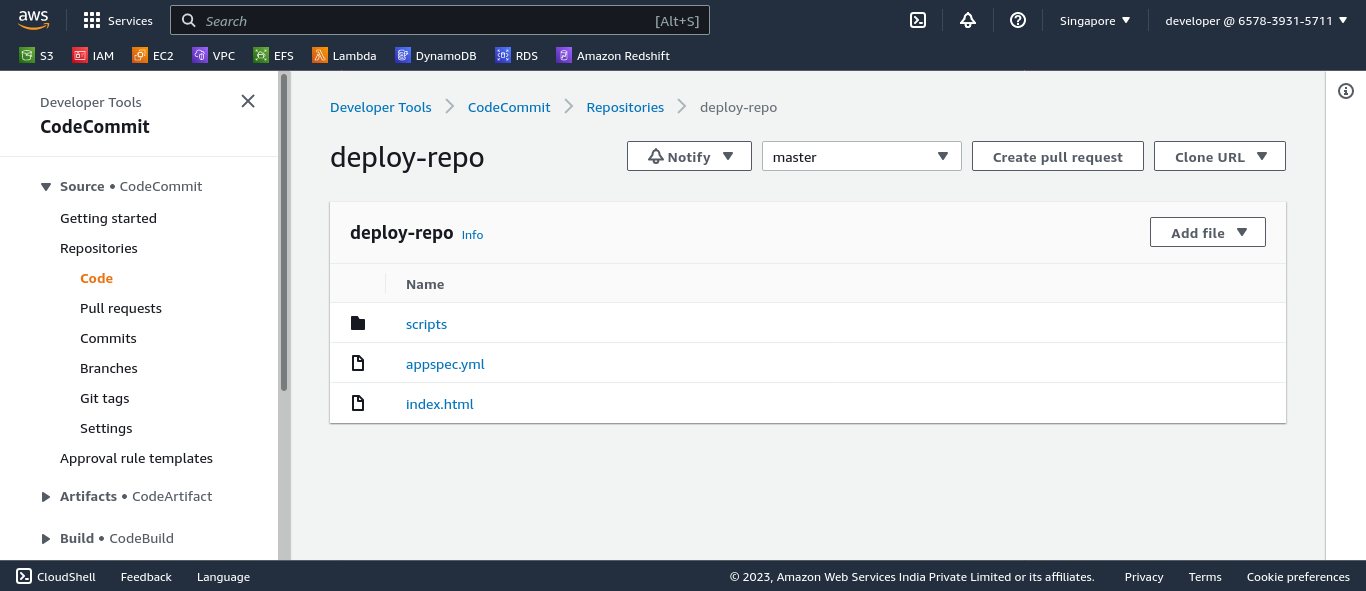 aws Services Search [Alt+S] Singapore developer @ 6578-3931-5711
S3 IAM EC2 VPC EFS Lambda DynamoDB RDS Amazon Redshift
Developer Tools
CodeCommit
Source • CodeCommit
Getting started
Repositories
Code
Pull requests
Commits
Branches
Git tags
Settings
Approval rule templates
Artifacts • CodeArtifact
Build • CodeBuild
Developer Tools CodeCommit Repositories deploy-repo
deploy-repo Notify master Create pull request Clone URL
deploy-repo Info Add file
Name
scripts
appspec.yml
index.html
CloudShell Feedback Language © 2023, Amazon Web Services India Private Limited or its affiliates. Privacy Terms Cookie preferences